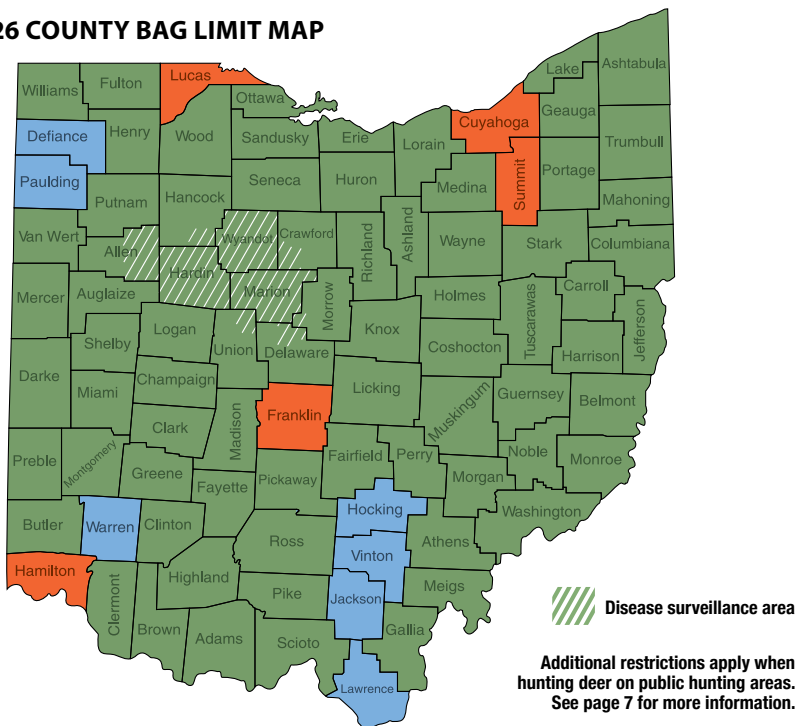 26 COUNTY BAG LIMIT MAP
Williams
Fulton
Lucas
Ottawa
Lake
Ashtabula
Defiance
Henry
Wood
Sandusky
Erie
Lorain
Cuyahoga
Geauga
Trumbull
Paulding
Putnam
Hancock
Seneca
Huron
Medina
Summit
Portage
Mahoning
Van Wert
Allen
Wyandot
Crawford
Richland
Ashland
Wayne
Stark
Columbiana
Hardin
Mercer
Auglaize
Marion
Morrow
Holmes
Tuscarawas
Carroll
Jefferson
Logan
Shelby
Union
Delaware
Knox
Coshocton
Harrison
Darke
Miami
Champaign
Licking
Muskingum
Guernsey
Belmont
Clark
Madison
Franklin
Preble
Montgomery
Greene
Fayette
Pickaway
Fairfield
Perry
Morgan
Noble
Monroe
Butler
Warren
Clinton
Hocking
Washington
Ross
Athens
Vinton
Hamilton
Highland
Pike
Jackson
Meigs
Clermont
Brown
Adams
Scioto
Gallia
Lawrence
Disease surveillance area
Additional restrictions apply when
hunting deer on public hunting areas.
See page 7 for more information.